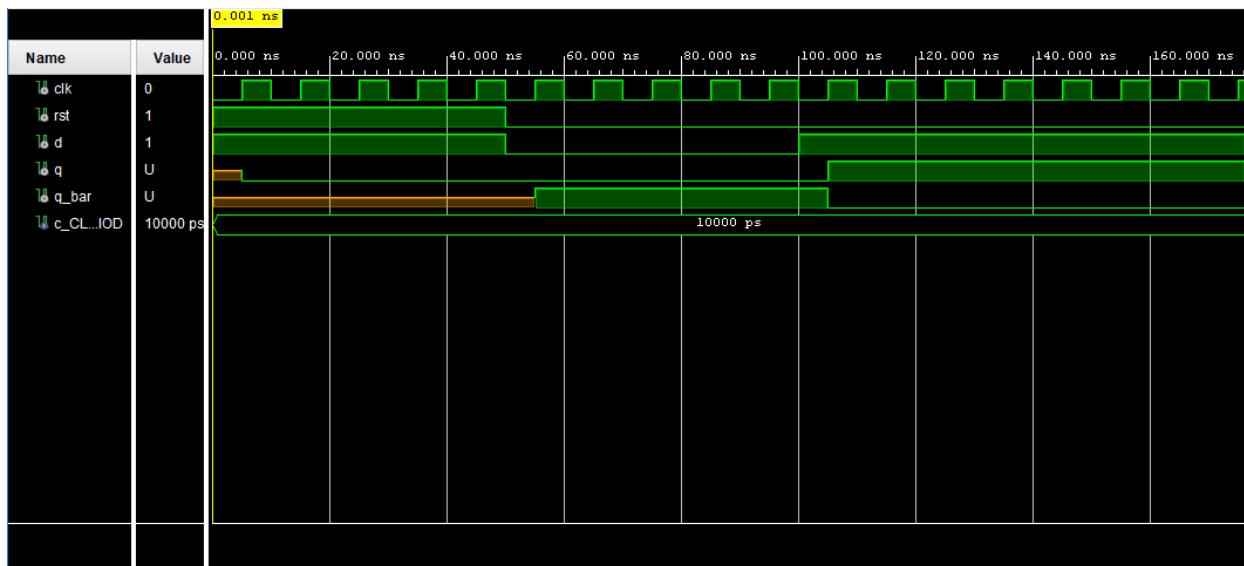 0.001 ns
Name Value
0.000 ns 20.000 ns 40.000 ns 60.000 ns 80.000 ns 100.000 ns 120.000 ns 140.000 ns 160.000 ns
clk 0
rst 1
d 1
q U
q_bar U
c_CL...IOD 10000 ps 10000 ps